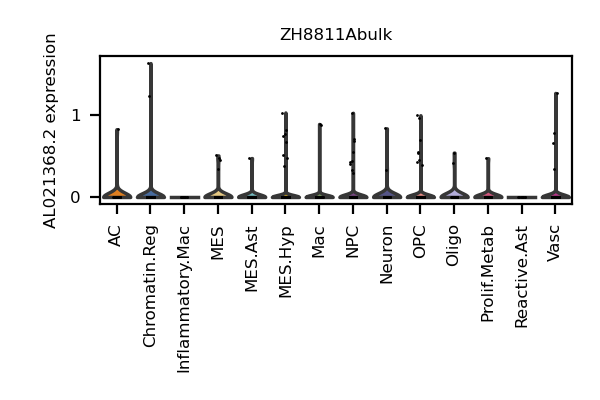 ZH8811Abulk
AL021368.2 expression
1
0
AC
Chromatin.Reg
Inflammatory.Mac
MES
MES.Ast
MES.Hyp
Mac
NPC
Neuron
OPC
Oligo
Prolif.Metab
Reactive.Ast
Vasc